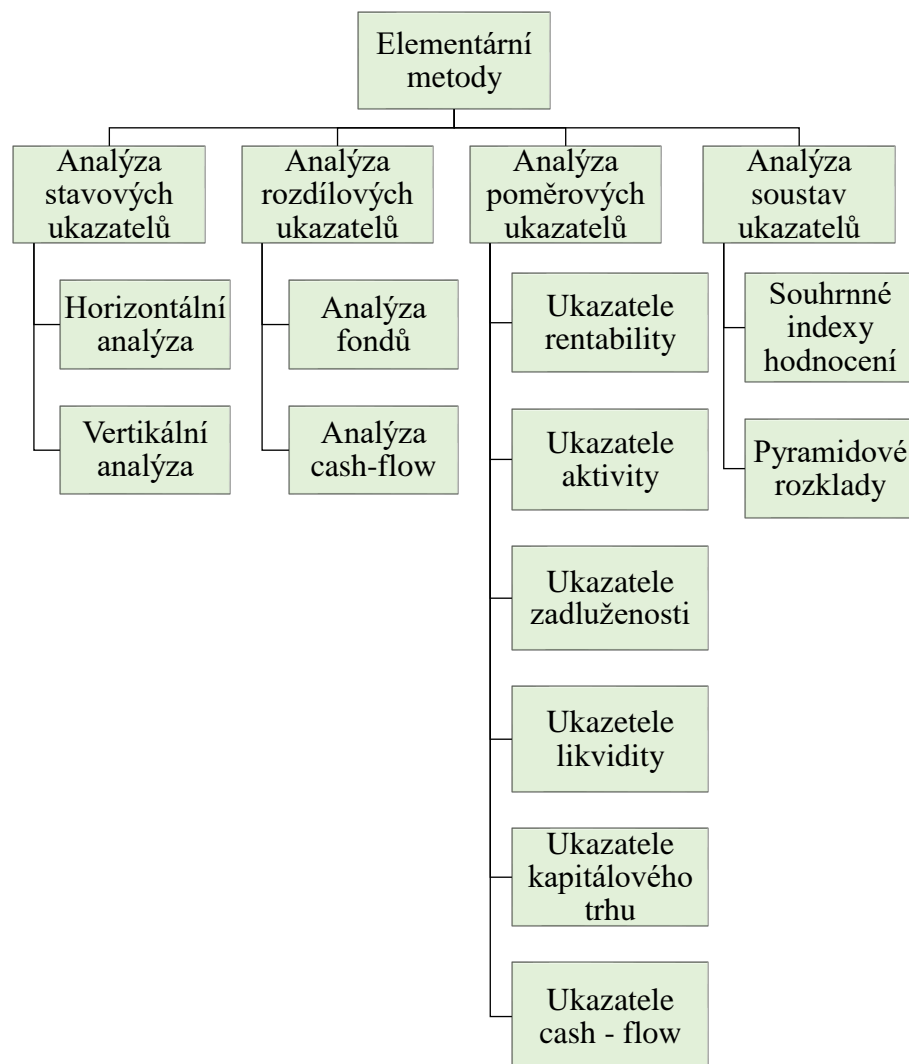 Elementární
metody
Analýza
stavových
ukazatelů
Horizontální
analýza
Vertikální
analýza
Analýza
rozdílových
ukazatelů
Analýza
fondů
Analýza
cash-flow
Analýza
poměrových
ukazatelů
Ukazatele
rentability
Ukazatele
aktivity
Ukazatele
zadluženosti
Ukazetele
likvidity
Ukazatele
kapitálového
trhu
Ukazatele
cash - flow
Analýza
soustav
ukazatelů
Souhrnné
indexy
hodnocení
Pyramidové
rozklady